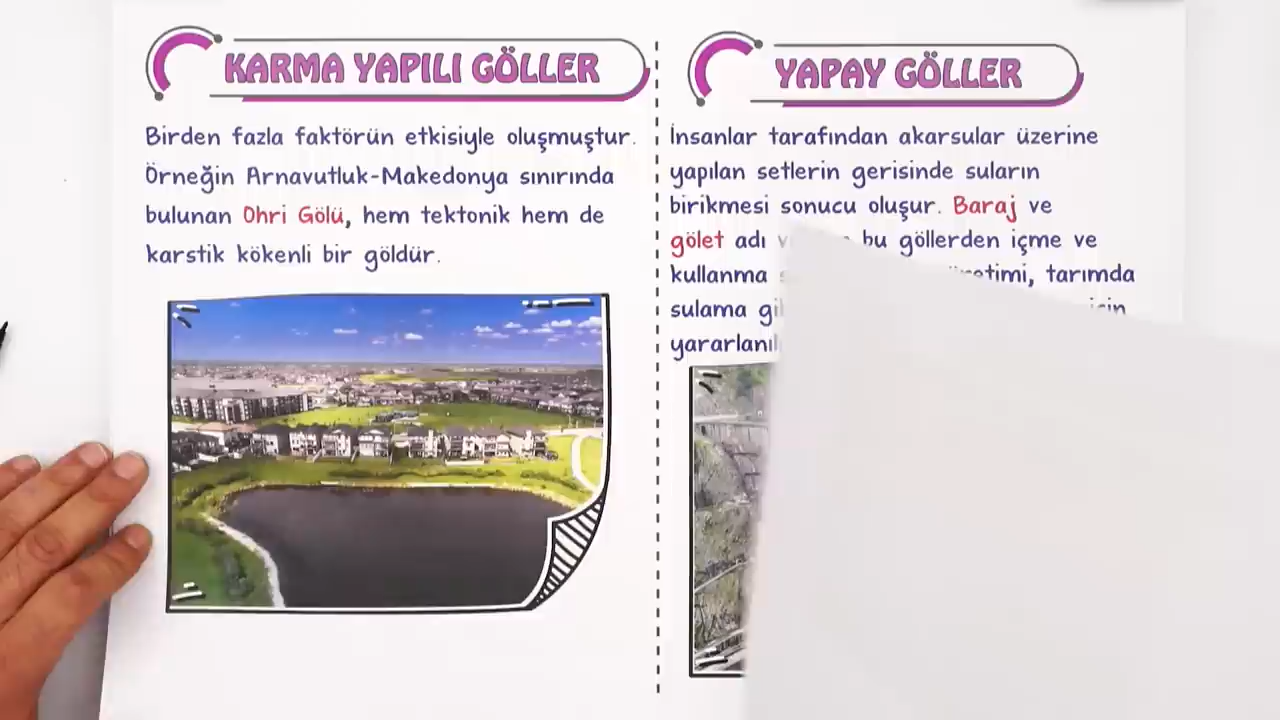 KARMA YAPILI GÖLLER
Birden fazla faktörün etkisiyle oluşmuştur.
Örneğin Arnavutluk-Makedonya sınırında
bulunan Ohri Gölü, hem tektonik hem de
karstik kökenli bir göldür.
YAPAY GÖLLER
İnsanlar tarafından akarsular üzerine
yapılan setlerin gerisinde suların
birikmesi sonucu oluşur. Baraj ve
gölet adı bu göllerden içme ve
kullanma tarımda
sulama